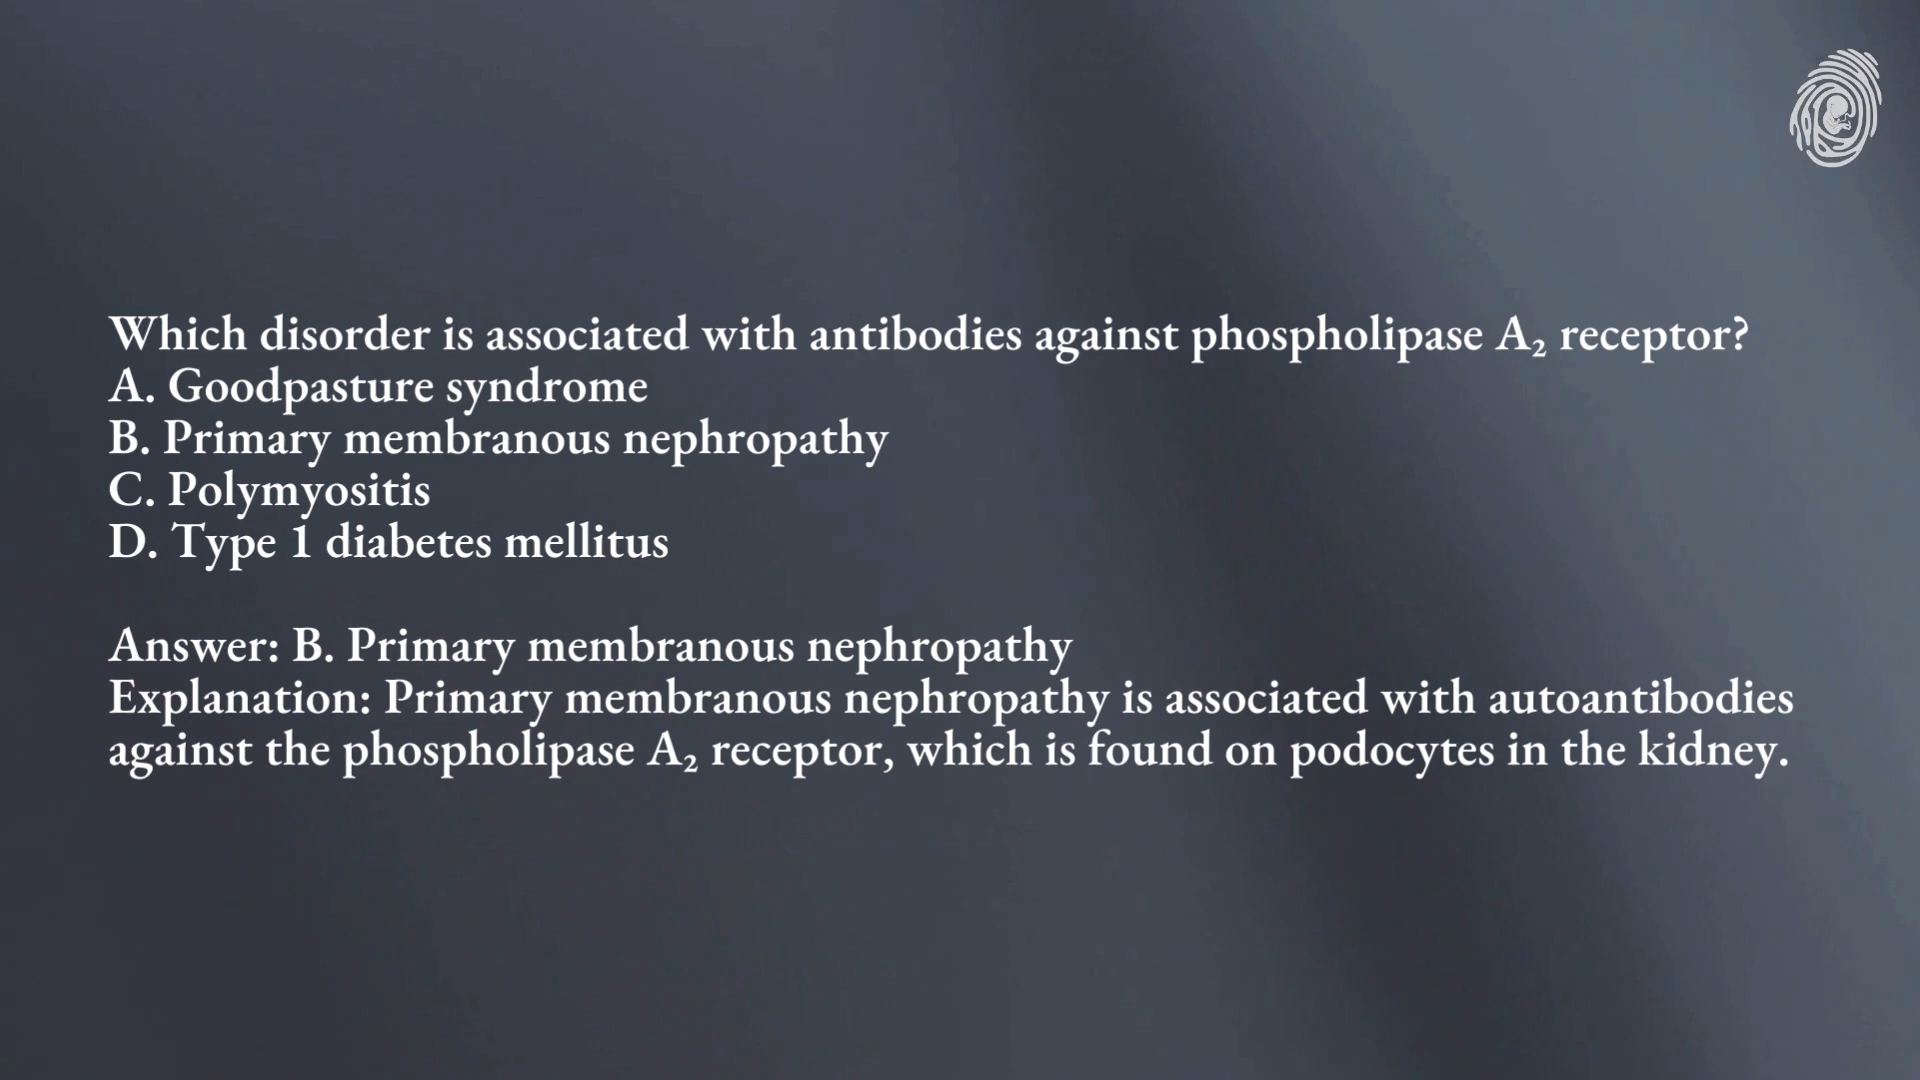 Which disorder is associated with antibodies against phospholipase A₂ receptor?
A. Goodpasture syndrome
B. Primary membranous nephropathy
C. Polymyositis
D. Type 1 diabetes mellitus
Answer: B. Primary membranous nephropathy
Explanation: Primary membranous nephropathy is associated with autoantibodies
against the phospholipase A₂ receptor, which is found on podocytes in the kidney.